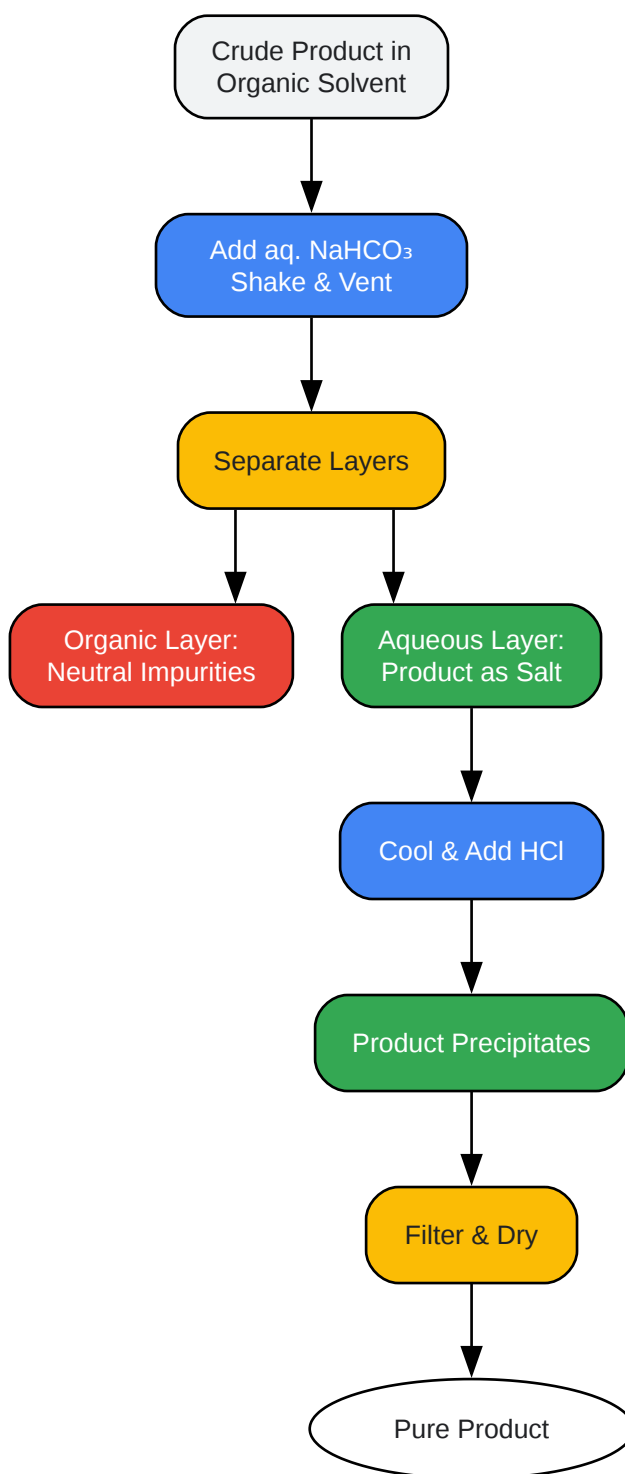 Crude Product in
Organic Solvent
Add aq. NaHCO₃
Shake & Vent
Separate Layers
Organic Layer:
Neutral Impurities
Aqueous Layer:
Product as Salt
Cool & Add HCl
Product Precipitates
Filter & Dry
Pure Product